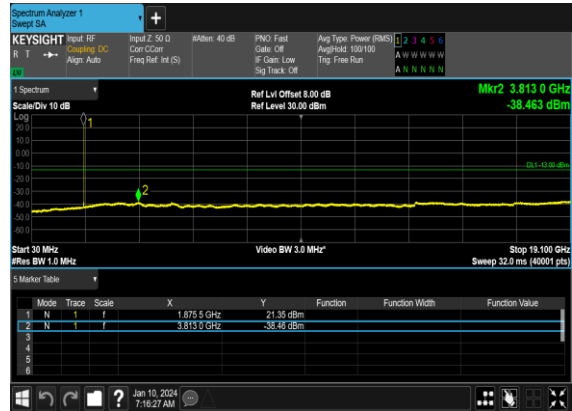 Spectrum Analyzer 1
Swept SA
+
KEYSIGHT Input: RF Input Z: 50 Ω #Atten: 40 dB PNO: Fast Avg Type: Power (RMS) 1 2 3 4 5 6
R T Coupling: DC Corr CCorr Gate: Off Avg|Hold: 100/100 A W W W W W
Align: Auto Freq Ref: Int (S) IF Gain: Low Trig: Free Run
LW Sig Track: Off A N N N N N
1 Spectrum Ref Lvl Offset 8.00 dB Mkr2 3.813 0 GHz
Scale/Div 10 dB Ref Level 30.00 dBm -38.463 dBm
Log
20.0
1
10.0
0.00
-10.0
DL1 -13.00 dBm
-20.0
-30.0
2
-40.0
-50.0
-60.0
Start 30 MHz Video BW 3.0 MHz* Stop 19.100 GHz
#Res BW 1.0 MHz Sweep 32.0 ms (40001 pts)
5 Marker Table
Mode Trace Scale X Y Function Function Width Function Value
1 N 1 f 1.875 5 GHz 21.35 dBm
2 N 1 f 3.813 0 GHz -38.46 dBm
3
4
5
6
? Jan 10, 2024
7:16:27 AM